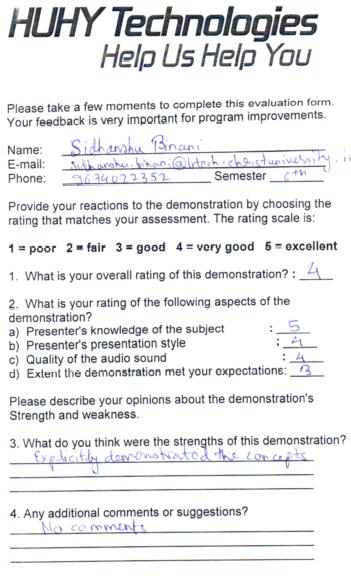 HUHY Technologies
Help Us Help You
Please take a few moments to complete this evaluation form.
Your feedback is very important for program improvements.
Name: Sidhanshu Binani
E-mail: sidhanshu.binani@btech.christuniversity.in
Phone: 9674022352 Semester 6th
Provide your reactions to the demonstration by choosing the
rating that matches your assessment. The rating scale is:
1 = poor 2 = fair 3 = good 4 = very good 5 = excellent
1. What is your overall rating of this demonstration? : 4
2. What is your rating of the following aspects of the
demonstration?
a) Presenter's knowledge of the subject : 5
b) Presenter's presentation style : 4
c) Quality of the audio sound : 4
d) Extent the demonstration met your expectations: 3
Please describe your opinions about the demonstration's
Strength and weakness.
3. What do you think were the strengths of this demonstration?
Explicitly demonstrated the concepts
4. Any additional comments or suggestions?
No comments